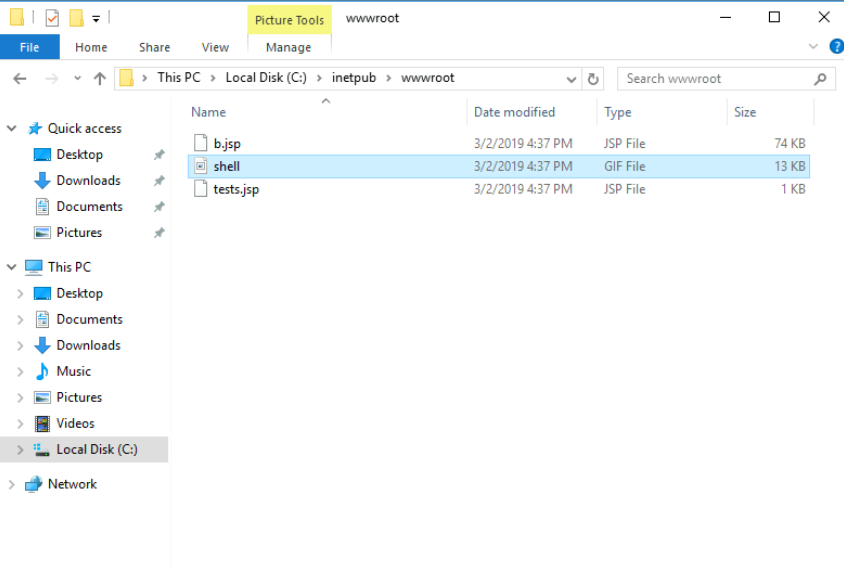 Picture Tools wwwroot
File Home Share View Manage
This PC Local Disk (C:) inetpub wwwroot Search wwwroot
Name Date modified Type Size
Quick access
Desktop
Downloads
Documents
Pictures
This PC
Desktop
Documents
Downloads
Music
Pictures
Videos
Local Disk (C:)
Network
b.jsp 3/2/2019 4:37 PM JSP File 74 KB
shell 3/2/2019 4:37 PM GIF File 13 KB
tests.jsp 3/2/2019 4:37 PM JSP File 1 KB